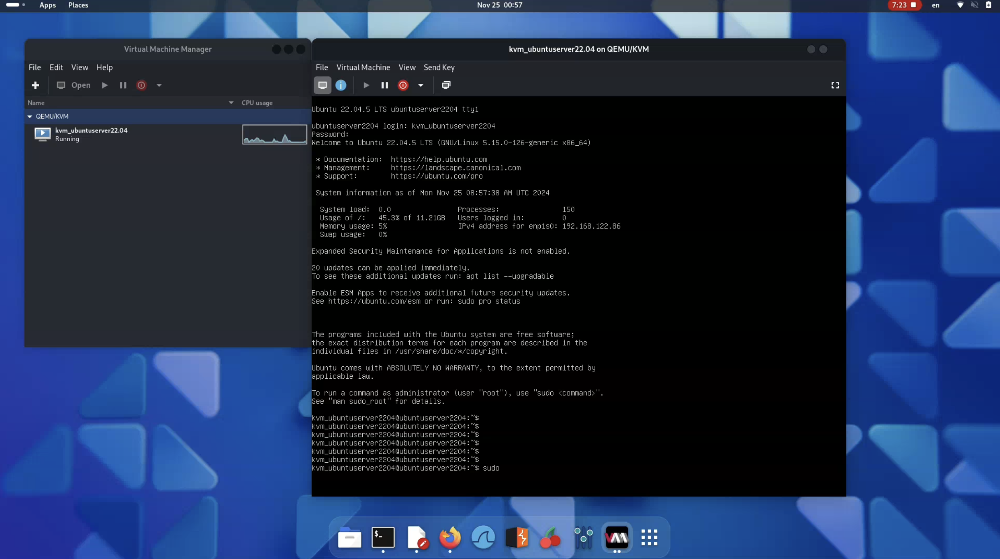 Apps Places Nov 25 00:57 7:23 en
Virtual Machine Manager
File Edit View Help
Open
Name CPU usage
QEMU/KVM
kvm_ubuntuserver22.04
Running
kvm_ubuntuserver22.04 on QEMU/KVM
File Virtual Machine View Send Key
Ubuntu 22.04.5 LTS ubuntuserver2204 tty1
ubuntuserver2204 login: kvm_ubuntuserver2204
Password:
Welcome to Ubuntu 22.04.5 LTS (GNU/Linux 5.15.0-126-generic x86_64)
* Documentation: https://help.ubuntu.com
* Management: https://landscape.canonical.com
* Support: https://ubuntu.com/pro
System information as of Mon Nov 25 08:57:38 AM UTC 2024
System load: 0.0 Processes: 150
Usage of /: 45.3% of 11.21GB Users logged in: 0
Memory usage: 5% IPv4 address for enp1s0: 192.168.122.86
Swap usage: 0%
Expanded Security Maintenance for Applications is not enabled.
20 updates can be applied immediately.
To see these additional updates run: apt list --upgradable
Enable ESM Apps to receive additional future security updates.
See https://ubuntu.com/esm or run: sudo pro status
The programs included with the Ubuntu system are free software;
the exact distribution terms for each program are described in the
individual files in /usr/share/doc/*/copyright.
Ubuntu comes with ABSOLUTELY NO WARRANTY, to the extent permitted by
applicable law.
To run a command as administrator (user "root"), use "sudo <command>".
See "man sudo_root" for details.
kvm_ubuntuserver2204@ubuntuserver2204:~$
kvm_ubuntuserver2204@ubuntuserver2204:~$
kvm_ubuntuserver2204@ubuntuserver2204:~$
kvm_ubuntuserver2204@ubuntuserver2204:~$
kvm_ubuntuserver2204@ubuntuserver2204:~$
kvm_ubuntuserver2204@ubuntuserver2204:~$
kvm_ubuntuserver2204@ubuntuserver2204:~$ sudo
$_
VMM